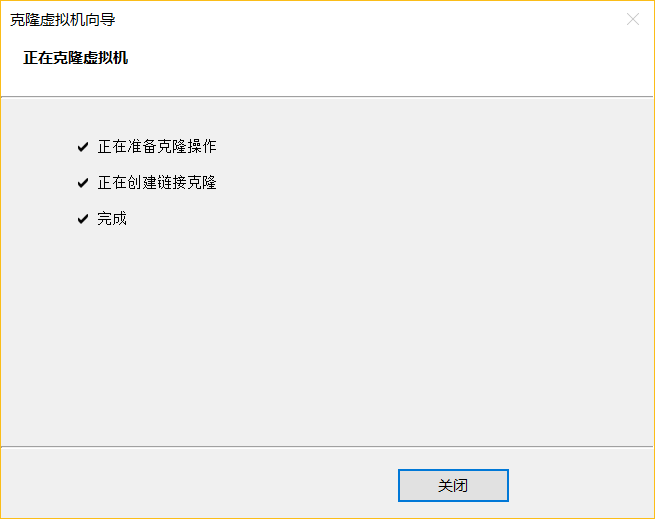 克隆虚拟机向导
正在克隆虚拟机
正在准备克隆操作
正在创建链接克隆
完成
关闭